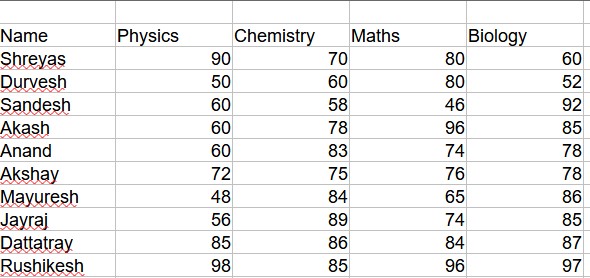 Name Physics Chemistry Maths Biology
Shreyas 90 70 80 60
Durvesh 50 60 80 52
Sandesh 60 58 46 92
Akash 60 78 96 85
Anand 60 83 74 78
Akshay 72 75 76 78
Mayuresh 48 84 65 86
Jayraj 56 89 74 85
Dattatray 85 86 84 87
Rushikesh 98 85 96 97